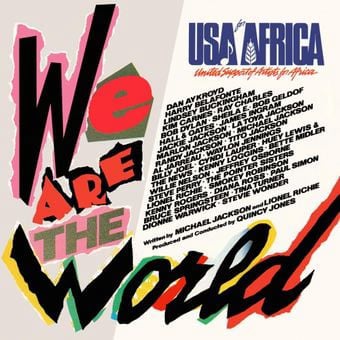 We
ARE
THE
World
USA for AFRICA
United Support of Artists for Africa
DAN AYKROYD
HARRY BELAFONTE
LINDSEY BUCKINGHAM
KIM CARNES • RAY CHARLES
BOB DYLAN • SHEILA E. • BOB GELDOF
HALL & OATES • JAMES INGRAM
JACKIE JACKSON • LA TOYA JACKSON
MARLON JACKSON • MICHAEL JACKSON
RANDY JACKSON • TITO JACKSON
AL JARREAU • WAYLON JENNINGS
BILLY JOEL • CYNDI LAUPER • HUEY LEWIS &
THE NEWS • KENNY LOGGINS • BETTE MIDLER
WILLIE NELSON • JEFFREY OSBORNE
STEVE PERRY • THE POINTER SISTERS
LIONEL RICHIE • SMOKEY ROBINSON
KENNY ROGERS • DIANA ROSS • PAUL SIMON
BRUCE SPRINGSTEEN • TINA TURNER
DIONNE WARWICK • STEVIE WONDER
Written by MICHAEL JACKSON and LIONEL RICHIE
Produced and Conducted by QUINCY JONES